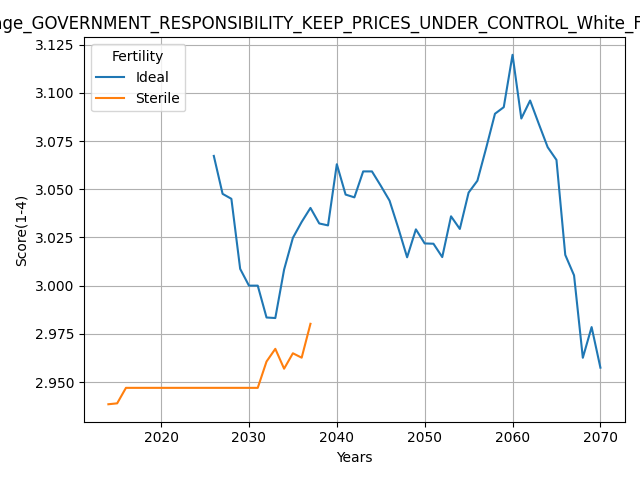 age_GOVERNMENT_RESPONSIBILITY_KEEP_PRICES_UNDER_CONTROL_White_F
Fertility
Ideal
Sterile
3.125
3.100
3.075
3.050
3.025
3.000
2.975
2.950
Score(1-4)
2020 2030 2040 2050 2060 2070
Years